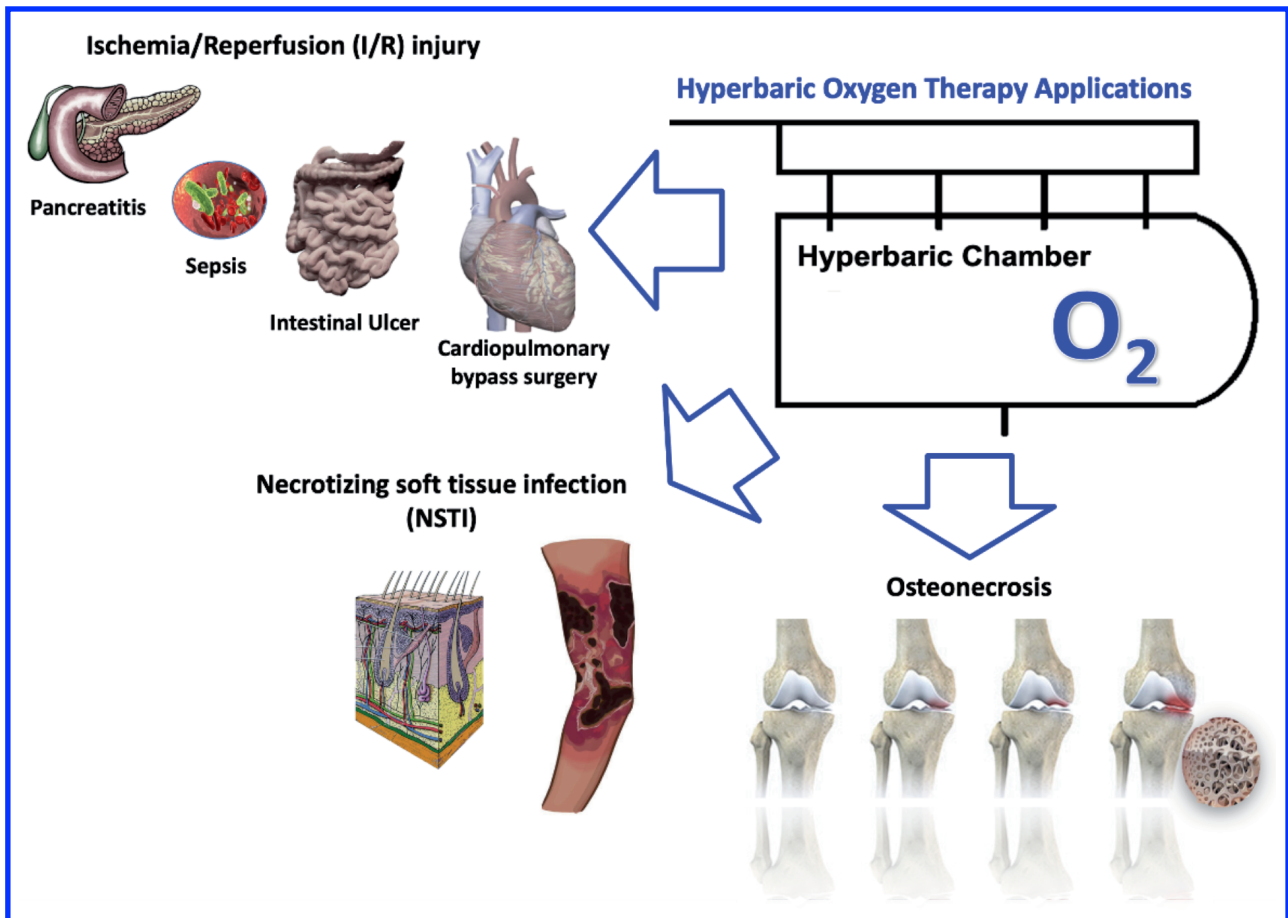 Ischemia/Reperfusion (I/R) injury
Pancreatitis
Sepsis
Intestinal Ulcer
Cardiopulmonary
bypass surgery
Hyperbaric Oxygen Therapy Applications
Hyperbaric Chamber
O2
Necrotizing soft tissue infection
(NSTI)
Osteonecrosis